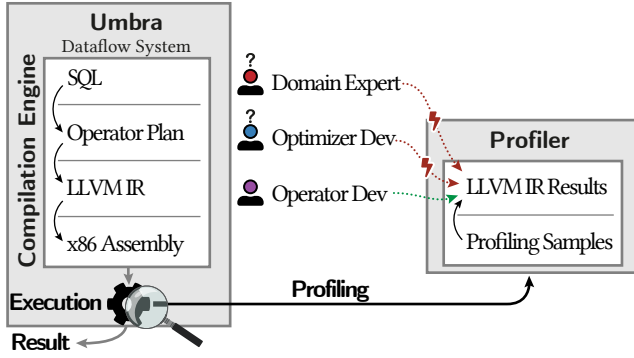 Umbra
Dataflow System
Compilation Engine
SQL
Operator Plan
LLVM IR
x86 Assembly
Execution
Result
?
Domain Expert
?
Optimizer Dev
Operator Dev
Profiling
Profiler
LLVM IR Results
Profiling Samples